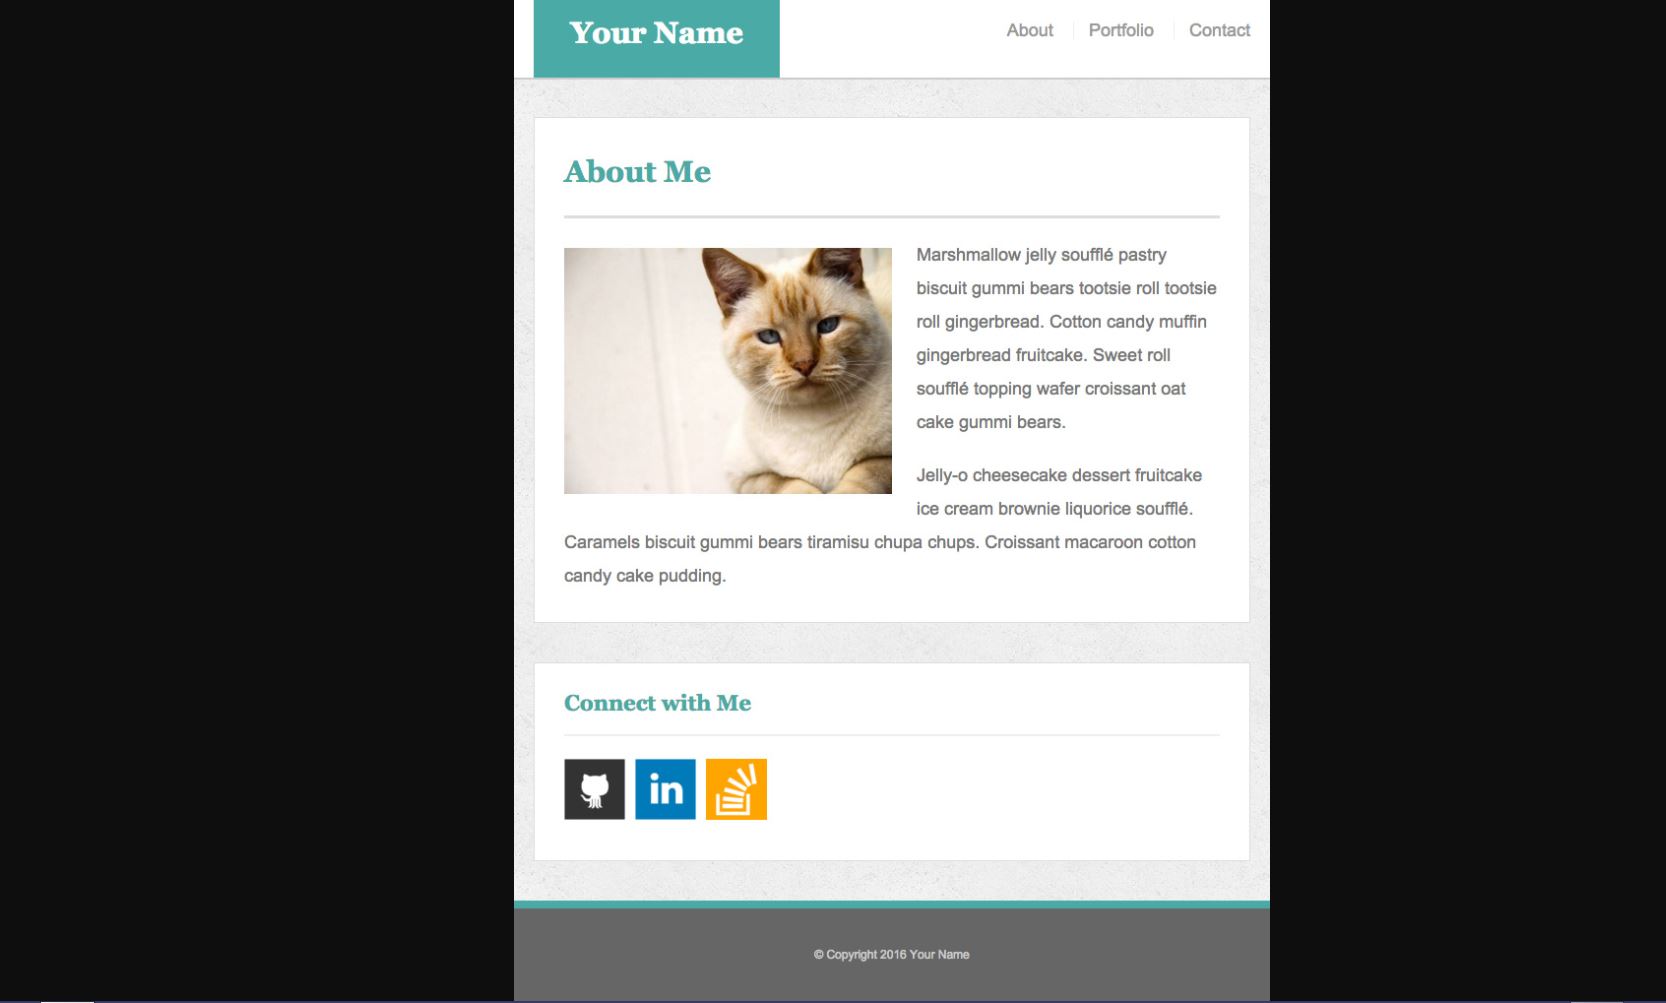 Your Name
About
Portfolio
Contact
About Me
Marshmallow jelly soufflé pastry
biscuit gummi bears tootsie roll tootsie
roll gingerbread. Cotton candy muffin
gingerbread fruitcake. Sweet roll
soufflé topping wafer croissant oat
cake gummi bears.
Jelly-o cheesecake dessert fruitcake
ice cream brownie liquorice soufflé.
Caramels biscuit gummi bears tiramisu chupa chups. Croissant macaroon cotton
candy cake pudding.
Connect with Me
in
© Copyright 2016 Your Name